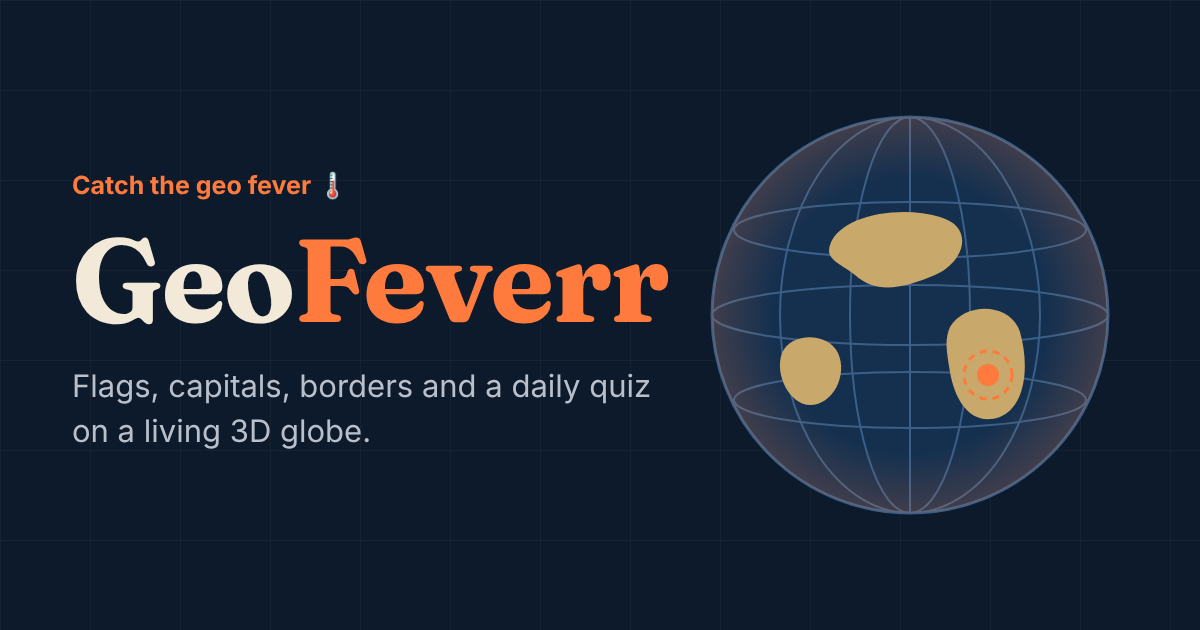 Catch the geo fever 🌡️
GeoFeverr
Flags, capitals, borders and a daily quiz
on a living 3D globe.